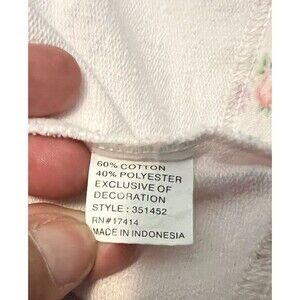 60% COTTON
40% POLYESTER
EXCLUSIVE OF
DECORATION
STYLE : 351452
RN#17414
MADE IN INDONESIA